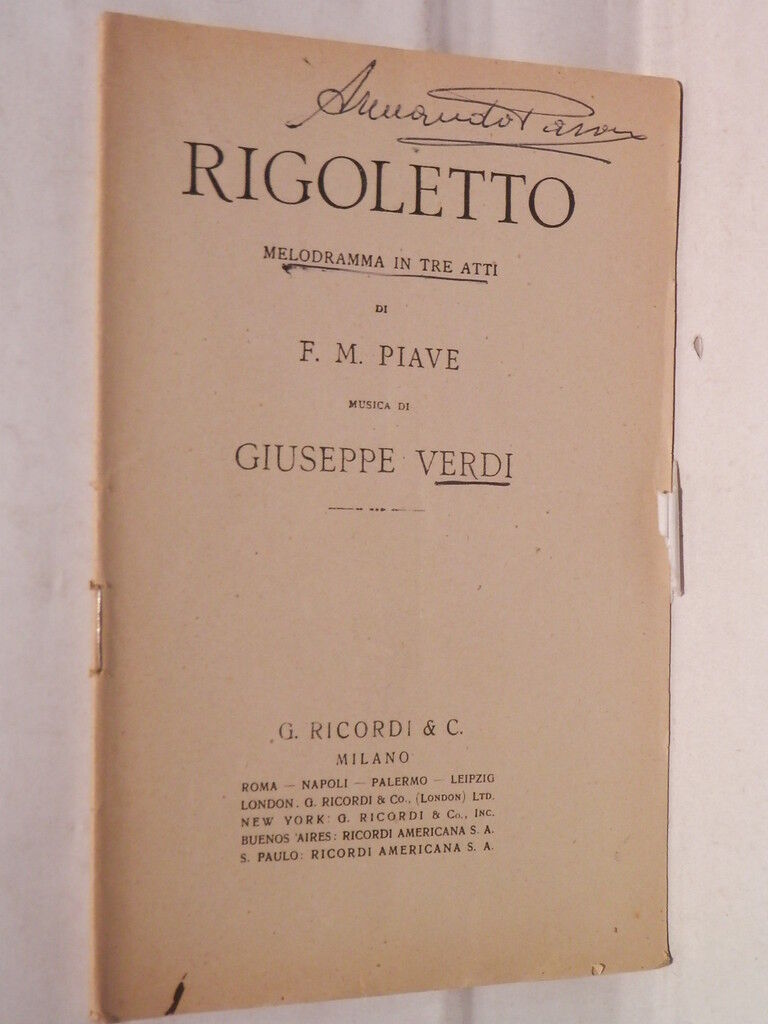 Armando
RIGOLETTO
MELODRAMMA IN TRE ATTI
DI
F. M. PIAVE
MUSICA DI
GIUSEPPE VERDI
G. RICORDI & C.
MILANO
ROMA — NAPOLI — PALERMO — LEIPZIG
LONDON. G. RICORDI & Co., (LONDON) LTD.
NEW YORK: G. RICORDI & Co., INC.
BUENOS AIRES: RICORDI AMERICANA S. A.
S. PAULO: RICORDI AMERICANA S. A.